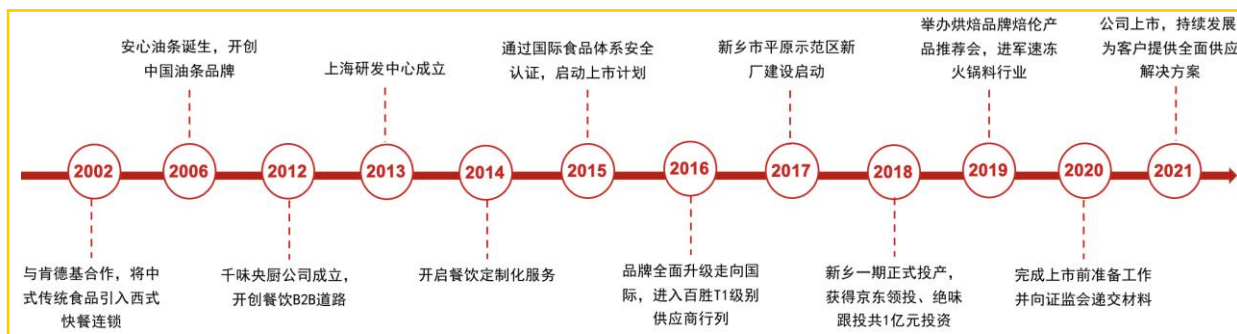 安心油条诞生，开创
中国油条品牌
上海研发中心成立
通过国际食品体系安全
认证，启动上市计划
新乡市平原示范区新
厂建设启动
举办烘焙品牌焙伦产
品推荐会，进军速冻
火锅料行业
公司上市，持续发展
为客户提供全面供应
解决方案
2002
2006
2012
2013
2014
2015
2016
2017
2018
2019
2020
2021
与肯德基合作，将中
式传统食品引入西式
快餐连锁
千味央厨公司成立，
开创餐饮B2B道路
开启餐饮定制化服务
品牌全面升级走向国
际，进入百胜T1级别
供应商行列
新乡一期正式投产，
获得京东领投、绝味
跟投共1亿元投资
完成上市前准备工作
并向证监会递交材料